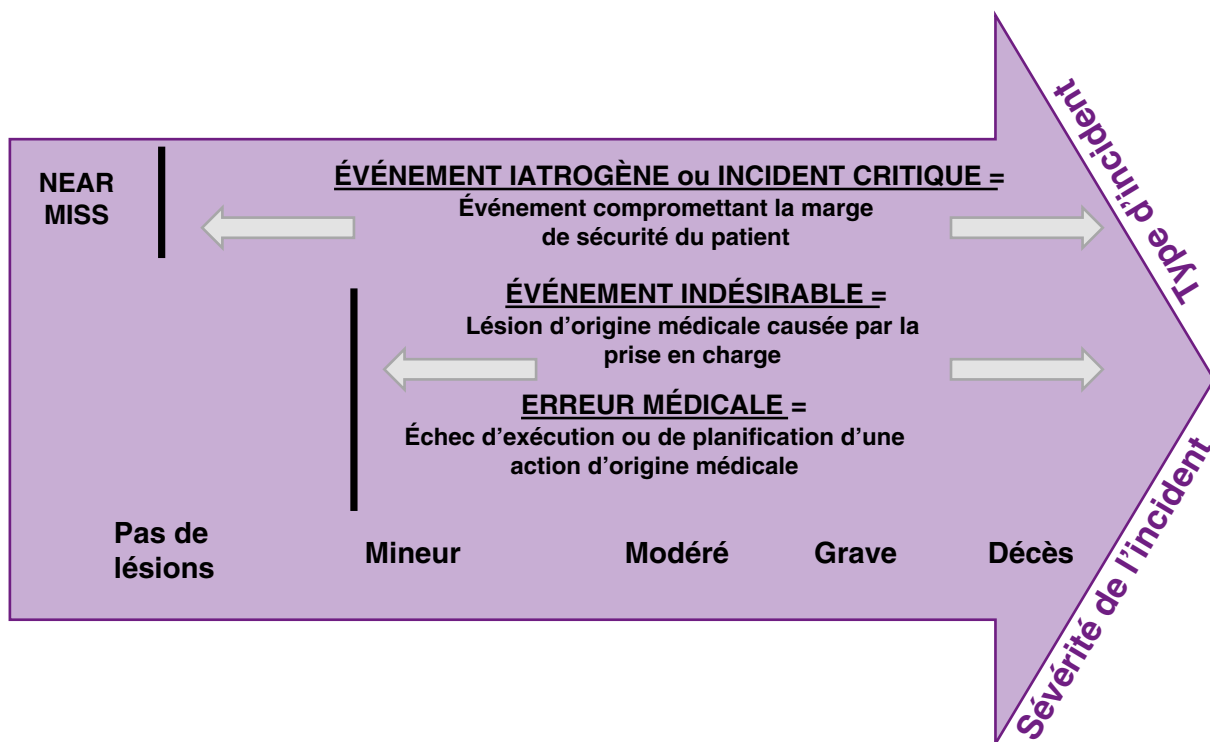 NEAR
MISS
ÉVÉNEMENT IATROGÈNE ou INCIDENT CRITIQUE =
Événement compromettant la marge
de sécurité du patient
ÉVÉNEMENT INDÉSIRABLE =
Lésion d’origine médicale causée par la
prise en charge
ERREUR MÉDICALE =
Échec d’exécution ou de planification d’une
action d’origine médicale
Pas de
lésions
Mineur
Modéré
Grave
Décès
Type d’incident
Sévérité de l’incident